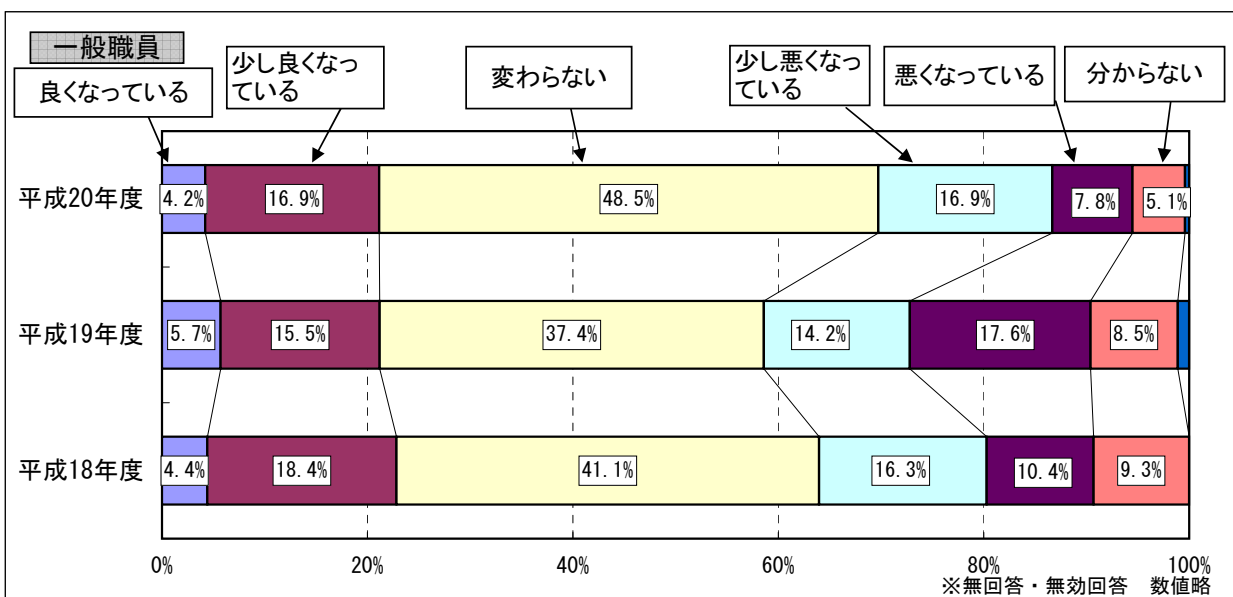 一般職員
良くなっている
少し良くなっ
ている
変わらない
少し悪くなっ
ている
悪くなっている
分からない
平成20年度
4.2%
16.9%
48.5%
16.9%
7.8%
5.1%
平成19年度
5.7%
15.5%
37.4%
14.2%
17.6%
8.5%
平成18年度
4.4%
18.4%
41.1%
16.3%
10.4%
9.3%
0%
20%
40%
60%
80%
100%
※無回答・無効回答 数値略